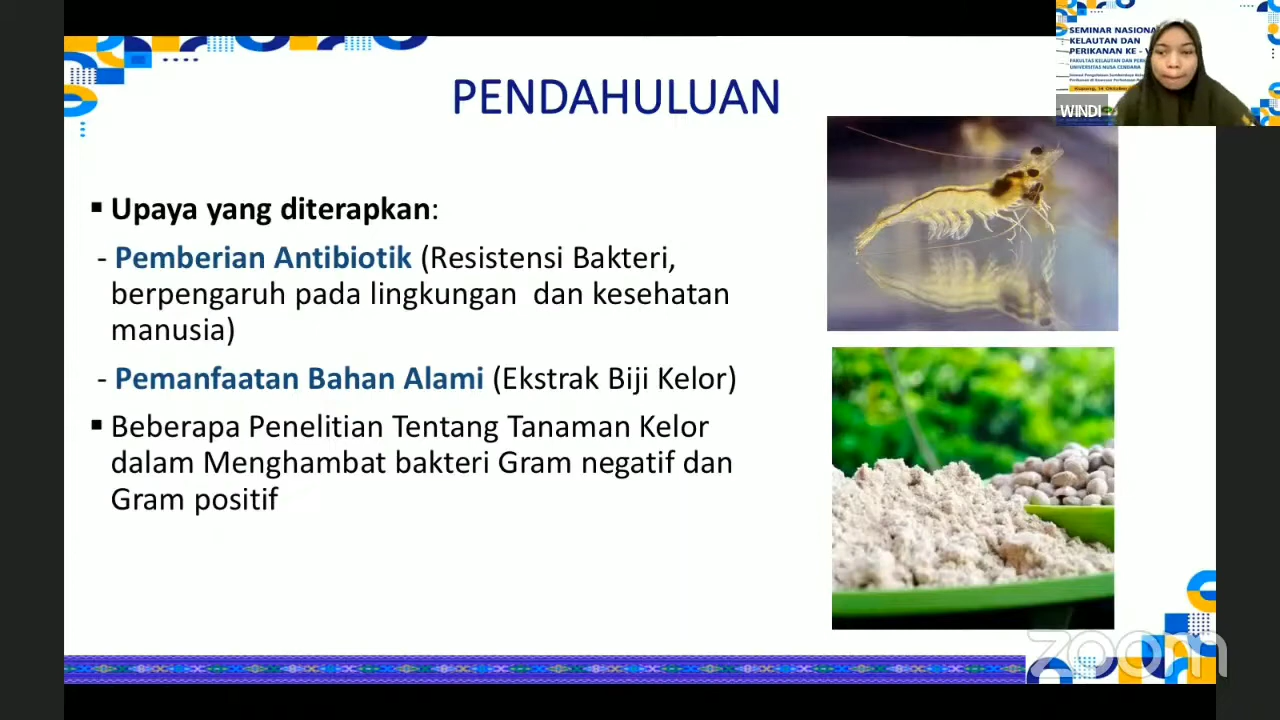 PENDAHULUAN
▪ Upaya yang diterapkan:
- Pemberian Antibiotik (Resistensi Bakteri,
berpengaruh pada lingkungan dan kesehatan
manusia)
- Pemanfaatan Bahan Alami (Ekstrak Biji Kelor)
▪ Beberapa Penelitian Tentang Tanaman Kelor
dalam Menghambat bakteri Gram negatif dan
Gram positif
SEMINAR NASIONA
KELAUTAN DAN
PERIKANAN KE - V
FAKULTAS KELAUTAN DAN
UNIVERSITAS NUSA CENDANA
WINDI
zoom